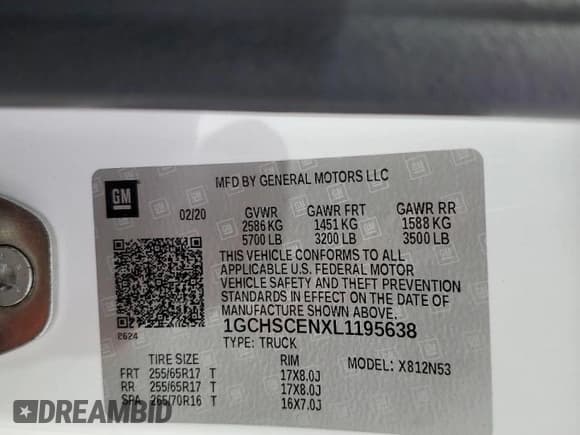 GM
MFD BY GENERAL MOTORS LLC
02/20 GVWR GAWR FRT GAWR RR
2586 KG 1451 KG 1588 KG
5700 LB 3200 LB 3500 LB
THIS VEHICLE CONFORMS TO ALL
APPLICABLE U.S. FEDERAL MOTOR
VEHICLE SAFETY AND THEFT PREVENTION
STANDARDS IN EFFECT ON THE DATE OF
MANUFACTURE SHOWN ABOVE.
2624
1GCHSCENXL1195638
TYPE: TRUCK
TIRE SIZE RIM MODEL: X812N53
FRT 255/65R17 T 17X8.0J
RR 255/65R17 T 17X8.0J
SPA 265/70R16 T 16X7.0J
DREAMBID